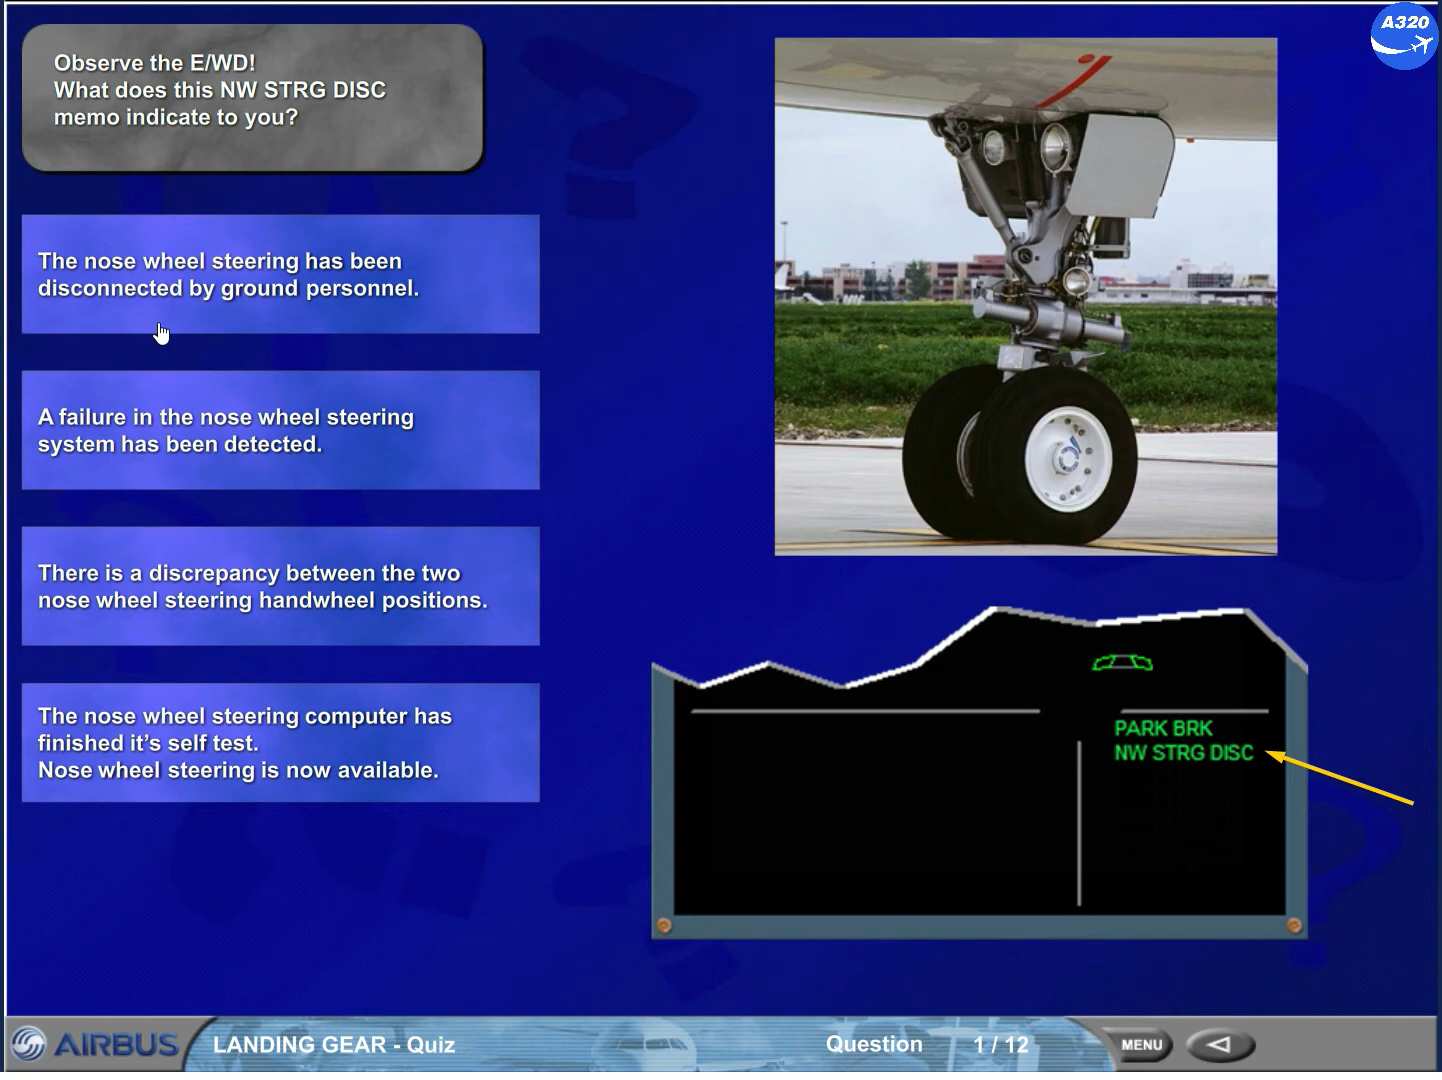 A320
Observe the E/WD!
What does this NW STRG DISC
memo indicate to you?
The nose wheel steering has been
disconnected by ground personnel.
A failure in the nose wheel steering
system has been detected.
There is a discrepancy between the two
nose wheel steering handwheel positions.
The nose wheel steering computer has
finished it's self test.
Nose wheel steering is now available.
PARK BRK
NW STRG DISC
AIRBUS
LANDING GEAR - Quiz
Question 1 / 12
MENU